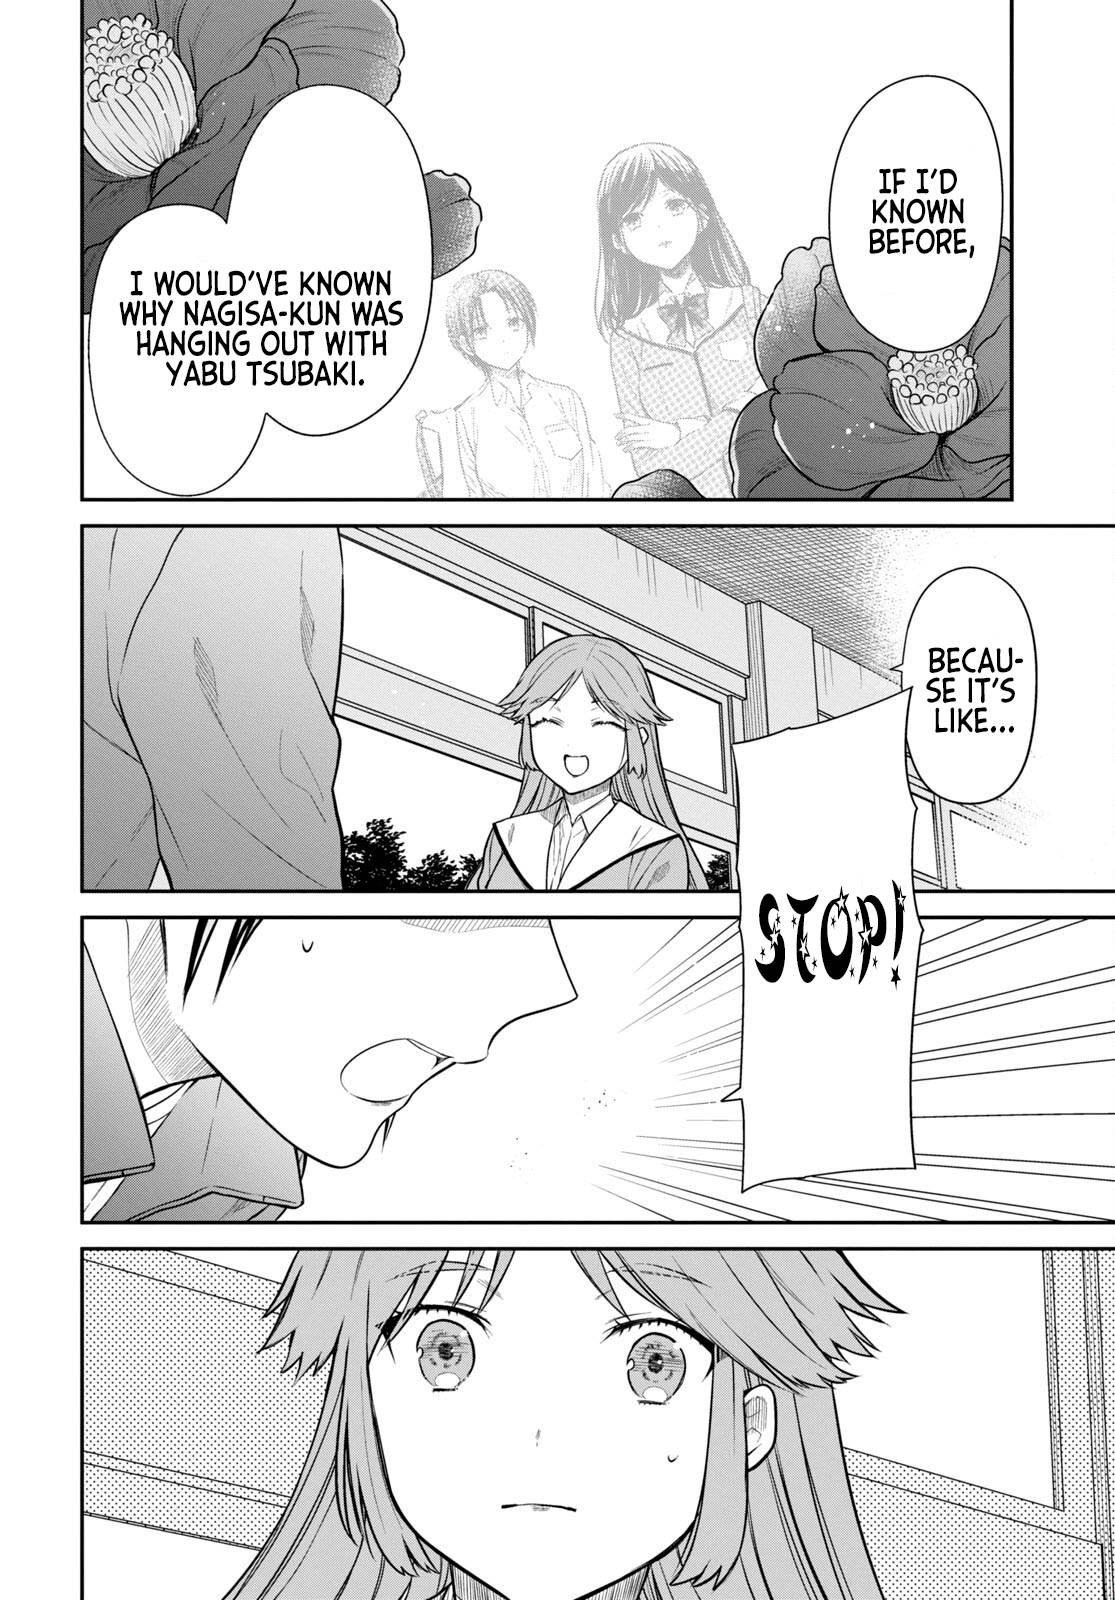 IF I'D
KNOWN
BEFORE,
I WOULD'VE KNOWN
WHY NAGISA-KUN WAS
HANGING OUT WITH
YABU TSUBAKI.
BECAU-
SE IT'S
LIKE...
STOP!